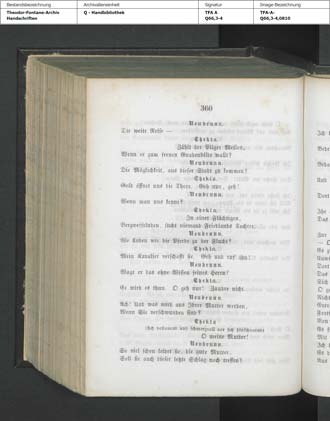 Bestandsbezeichnung
Archivalieneinheit
Signatur
Image-Bezeichnung
Theodor-Fontane-Archiv
Handschriften
Q - Handbibliothek
TFA A
Q66,3-4
TFA-A-
Q66,3-4,0810
360
Neubrunn.
Die weite Reise —
Thekla.
Zählt der Pilger Meilen,
Wenn er zum fernen Gnadenbilde wallt?
Neubrunn.
Die Möglichkeit, aus dieser Stadt zu kommen!
Thekla.
Gold öffnet uns die Thore. Geh nur, geh!
Neubrunn.
Wenn man uns kennt?
Thekla.
In einer Flüchtigen,
Verzweifelnden, sucht niemand Friedlands Tochter.
Neubrunn.
Wo finden wir die Pferde zu der Flucht?
Thekla.
Mein Kavalier verschafft sie. Geh und ruf ihn!
Neubrunn.
Wagt er das ohne Wissen seines Herrn?
Thekla.
Er wird es thun. O geh nur! Zaudre nicht.
Neubrunn.
Ach! Und was wird aus Ihrer Mutter werden,
Wenn Sie verschwunden sind?
Thekla
(sich besinnend und schmerzvoll vor sich hinschauend)
O meine Mutter!
Neubrunn.
So viel schon leidet sie, die gute Mutter,
Soll sie auch dieser letzte Schlag noch treffen?